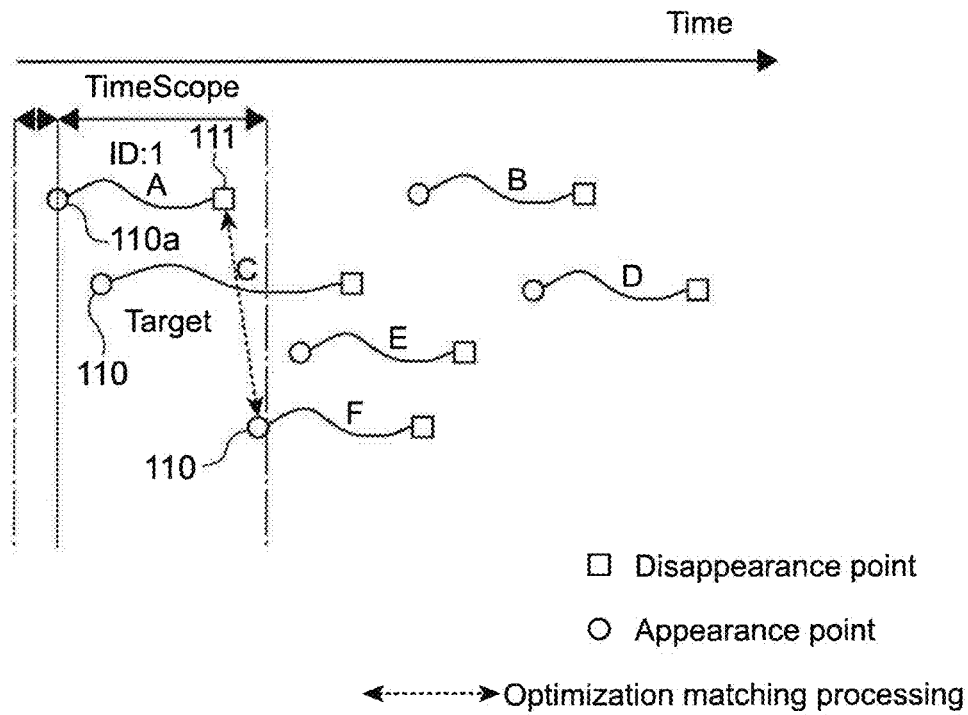 Time
TimeScope
ID:1
111
A
B
110a
C
D
Target
110
E
F
110
Disappearance point
Appearance point
Optimization matching processing